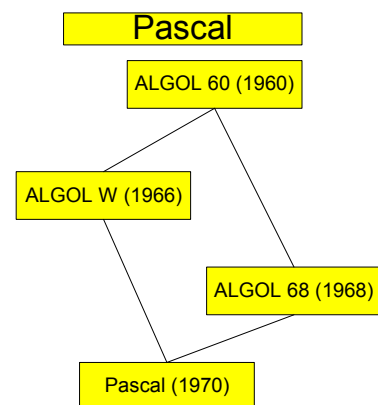 Pascal
ALGOL 60 (1960)
ALGOL W (1966)
ALGOL 68 (1968)
Pascal (1970)